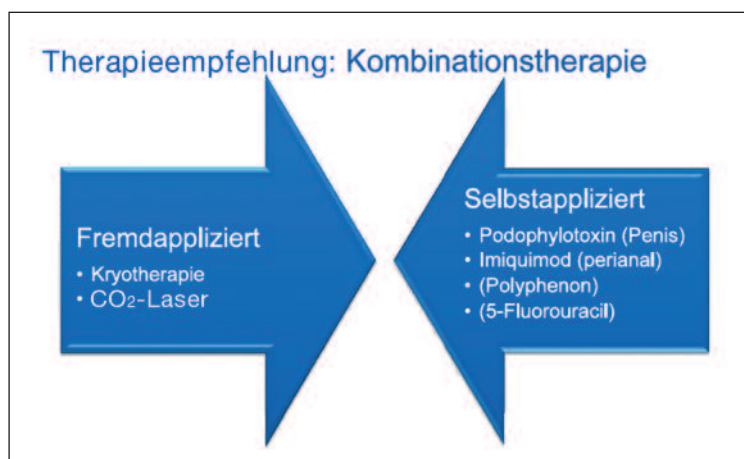 Therapieempfehlung: Kombinationstherapie
Fremdappliziert
• Kryotherapie
• CO2-Laser
Selbstappliziert
• Podophylotoxin (Penis)
• Imiquimod (perianal)
• (Polyphenon)
• (5-Fluorouracil)